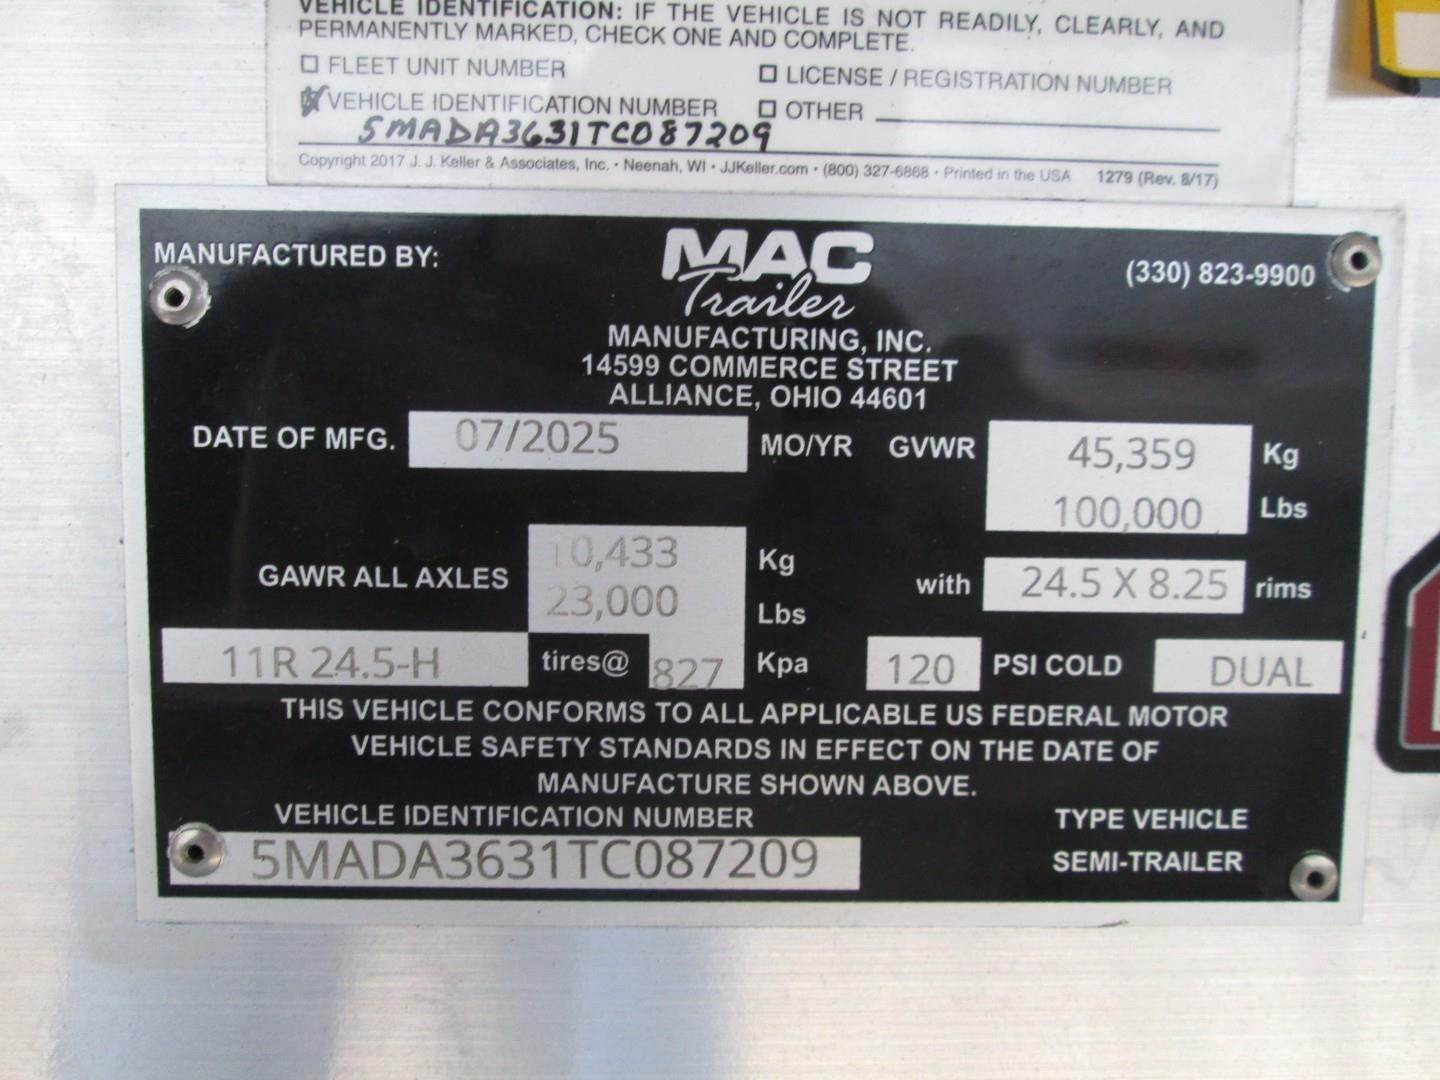 VEHICLE IDENTIFICATION: IF THE VEHICLE IS NOT READILY, CLEARLY, AND
PERMANENTLY MARKED, CHECK ONE AND COMPLETE.
FLEET UNIT NUMBER
LICENSE / REGISTRATION NUMBER
VEHICLE IDENTIFICATION NUMBER
OTHER
5MADA3631TC087209
Copyright 2017 J. J. Keller & Associates, Inc. • Neenah, WI • JJKeller.com • (800) 327-6868 • Printed in the USA 1279 (Rev. 8/17)
MANUFACTURED BY:
MAC
Trailer
(330) 823-9900
MANUFACTURING, INC.
14599 COMMERCE STREET
ALLIANCE, OHIO 44601
DATE OF MFG. 07/2025 MO/YR GVWR 45,359 Kg
100,000 Lbs
GAWR ALL AXLES 10,433 Kg
23,000 Lbs
with 24.5 X 8.25 rims
11R 24.5-H tires@ 827 Kpa 120 PSI COLD DUAL
THIS VEHICLE CONFORMS TO ALL APPLICABLE US FEDERAL MOTOR
VEHICLE SAFETY STANDARDS IN EFFECT ON THE DATE OF
MANUFACTURE SHOWN ABOVE.
VEHICLE IDENTIFICATION NUMBER
5MADA3631TC087209
TYPE VEHICLE
SEMI-TRAILER